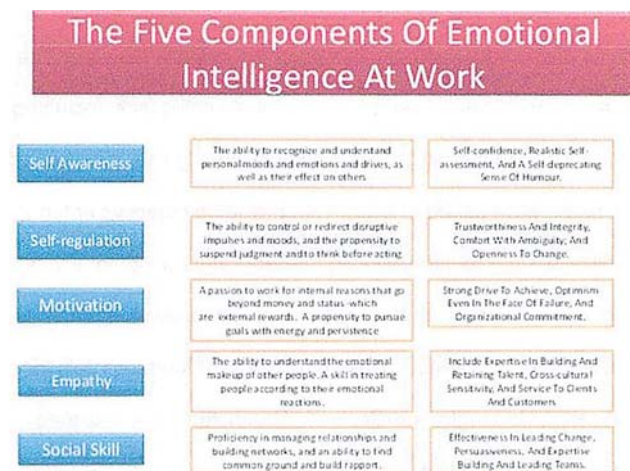 The Five Components Of Emotional
Intelligence At Work
Self Awareness
The ability to recognize and understand
personal moods and emotions and drives, as
well as their effect on others
Self-confidence, Realistic Self-
assessment, And A Self-deprecating
Sense Of Humour.
Self-regulation
The ability to control or redirect disruptive
impulses and moods, and the propensity to
suspend judgment and to think before acting
Trustworthiness And Integrity,
Comfort With Ambiguity; And
Openness To Change.
Motivation
A passion to work for internal reasons that go
beyond money and status -which
are external rewards. A propensity to pursue
goals with energy and persistence
Strong Drive To Achieve, Optimism
Even In The Face Of Failure, And
Organizational Commitment.
Empathy
The ability to understand the emotional
makeup of other people. A skill in treating
people according to their emotional
reactions.
Include Expertise In Building And
Retaining Talent, Cross-cultural
Sensitivity, And Service To Clients
And Customers
Social Skill
Proficiency in managing relationships and
building networks, and an ability to find
common ground and build rapport.
Effectiveness In Leading Change,
Persuasiveness, And Expertise
Building And Leading Teams.